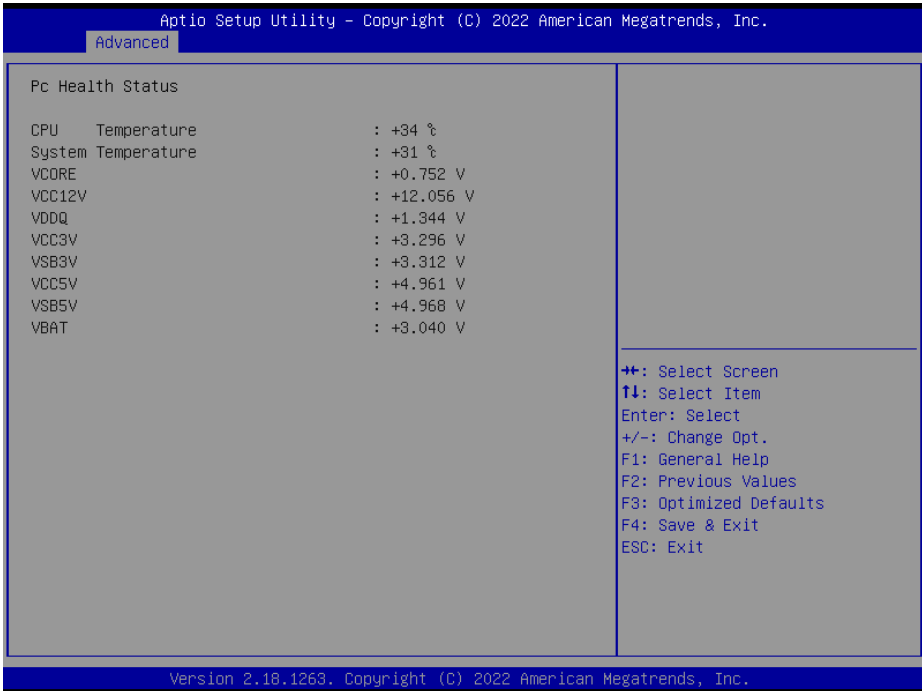 Aptio Setup Utility – Copyright (C) 2022 American Megatrends, Inc.
Advanced
Pc Health Status
CPU Temperature : +34 ℃
System Temperature : +31 ℃
VCORE : +0.752 V
VCC12V : +12.056 V
VDDQ : +1.344 V
VCC3V : +3.296 V
VSB3V : +3.312 V
VCC5V : +4.961 V
VSB5V : +4.968 V
VBAT : +3.040 V
→←: Select Screen
↑↓: Select Item
Enter: Select
+/-: Change Opt.
F1: General Help
F2: Previous Values
F3: Optimized Defaults
F4: Save & Exit
ESC: Exit
Version 2.18.1263. Copyright (C) 2022 American Megatrends, Inc.